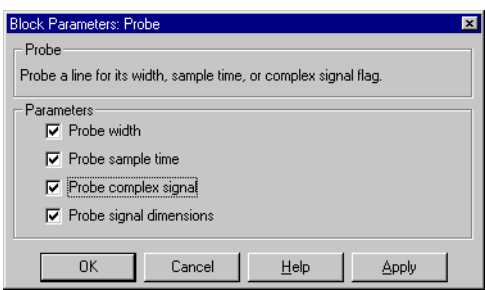 Block Parameters: Probe
Probe
Probe a line for its width, sample time, or complex signal flag.
Parameters
Probe width
Probe sample time
Probe complex signal
Probe signal dimensions
OK Cancel Help Apply